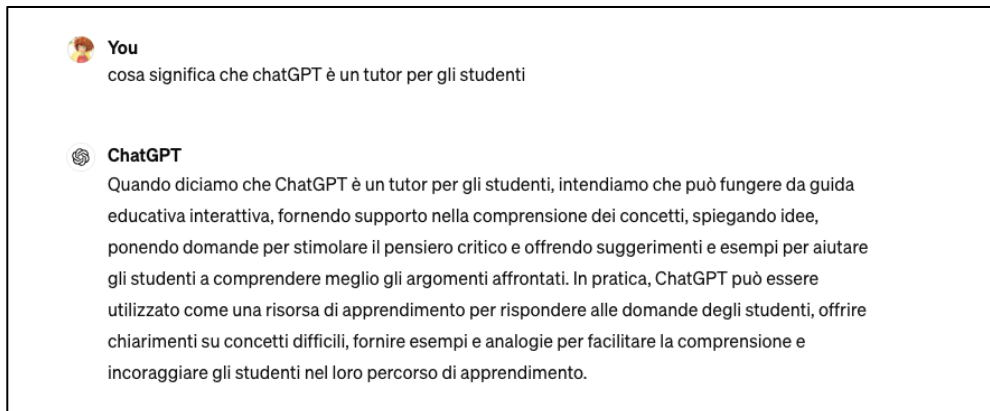 You
cosa significa che chatGPT è un tutor per gli studenti
ChatGPT
Quando diciamo che ChatGPT è un tutor per gli studenti, intendiamo che può fungere da guida
educativa interattiva, fornendo supporto nella comprensione dei concetti, spiegando idee,
ponendo domande per stimolare il pensiero critico e offrendo suggerimenti e esempi per aiutare
gli studenti a comprendere meglio gli argomenti affrontati. In pratica, ChatGPT può essere
utilizzato come una risorsa di apprendimento per rispondere alle domande degli studenti, offrire
chiarimenti su concetti difficili, fornire esempi e analogie per facilitare la comprensione e
incoraggiare gli studenti nel loro percorso di apprendimento.